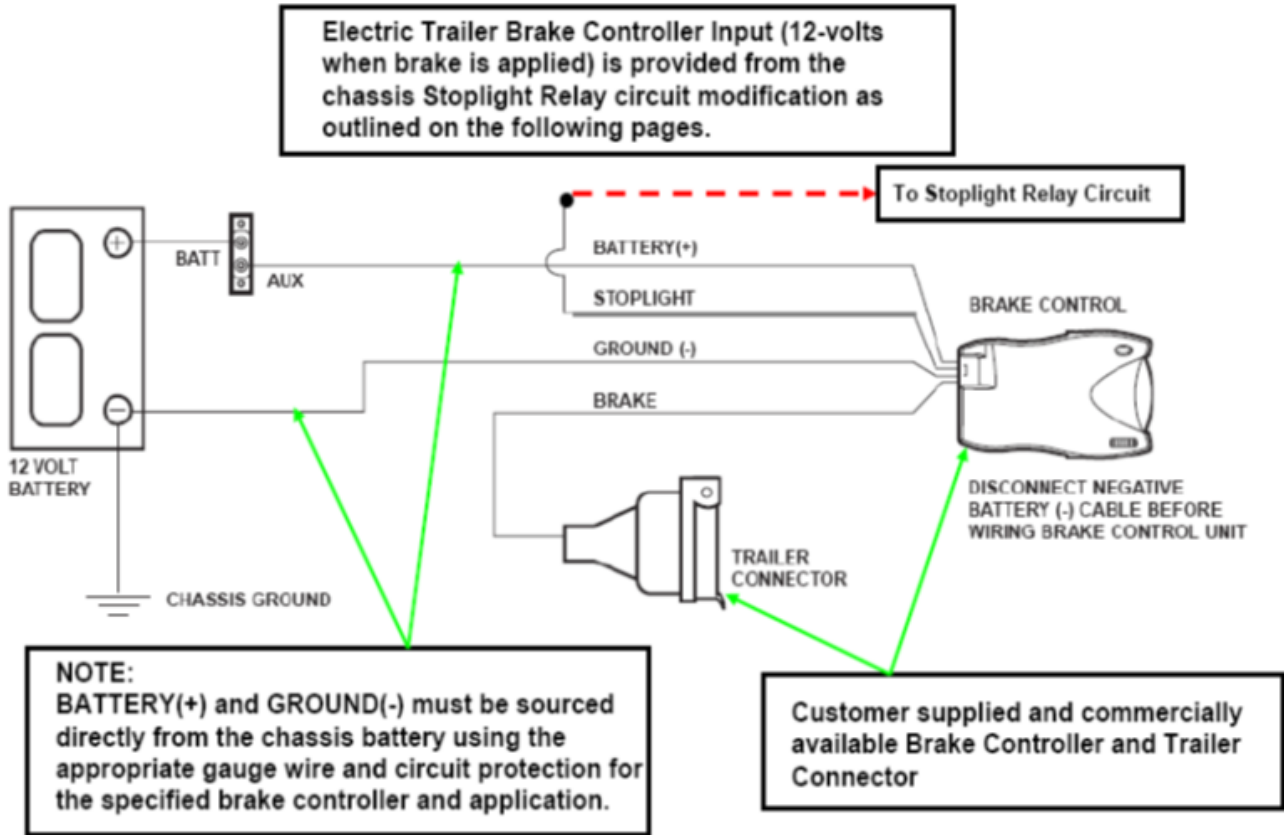 Electric Trailer Brake Controller Input (12-volts
when brake is applied) is provided from the
chassis Stoplight Relay circuit modification as
outlined on the following pages.
To Stoplight Relay Circuit
BATT
AUX
BATTERY(+)
STOPLIGHT
GROUND (-)
BRAKE
BRAKE CONTROL
12 VOLT
BATTERY
DISCONNECT NEGATIVE
BATTERY (-) CABLE BEFORE
WIRING BRAKE CONTROL UNIT
TRAILER
CONNECTOR
CHASSIS GROUND
NOTE:
BATTERY(+) and GROUND(-) must be sourced
directly from the chassis battery using the
appropriate gauge wire and circuit protection for
the specified brake controller and application.
Customer supplied and commercially
available Brake Controller and Trailer
Connector